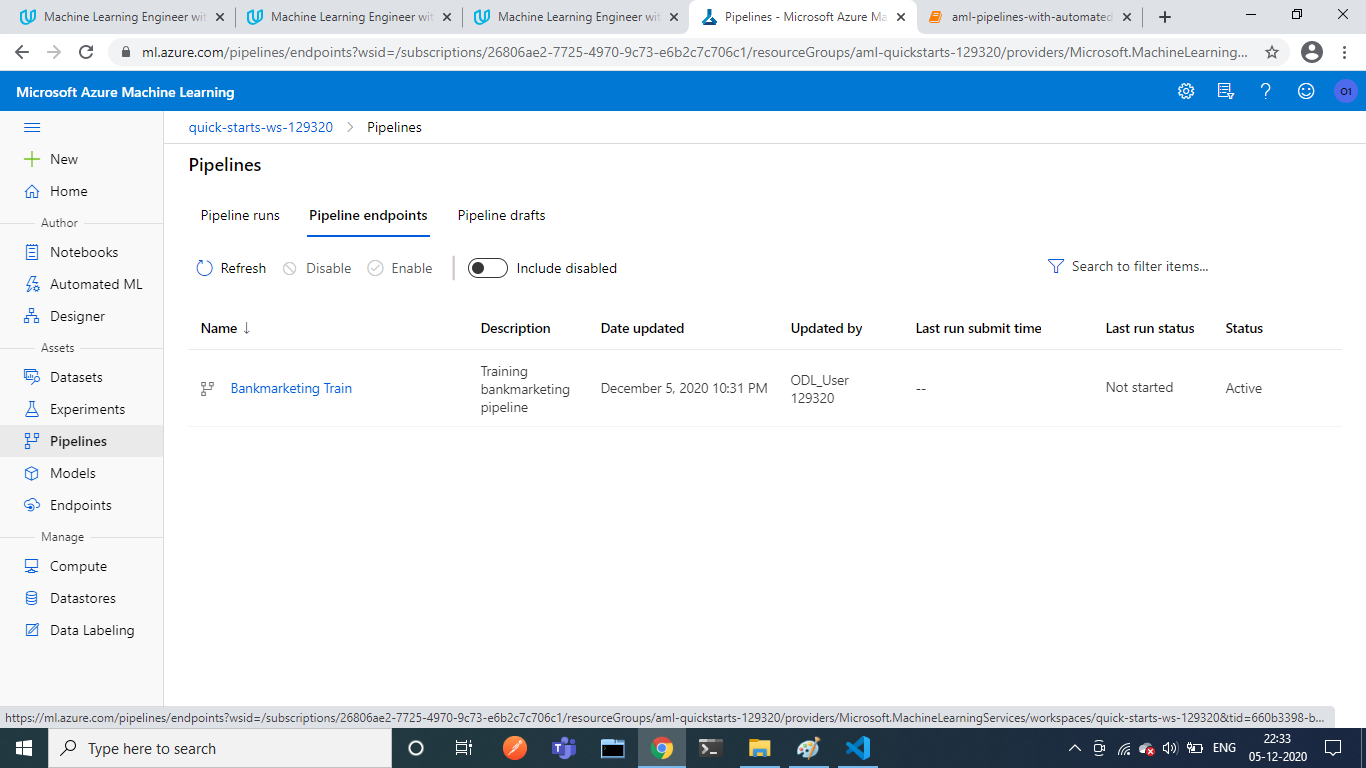 Machine Learning Engineer wit
Machine Learning Engineer wit
Machine Learning Engineer wit
Pipelines - Microsoft Azure Ma
aml-pipelines-with-automated
ml.azure.com/pipelines/endpoints?wsid=/subscriptions/26806ae2-7725-4970-9c73-e6b2c7c706c1/resourceGroups/aml-quickstarts-129320/providers/Microsoft.MachineLearning...
Microsoft Azure Machine Learning
O1
New
Home
Author
Notebooks
Automated ML
Designer
Assets
Datasets
Experiments
Pipelines
Models
Endpoints
Manage
Compute
Datastores
Data Labeling
quick-starts-ws-129320 > Pipelines
Pipelines
Pipeline runs Pipeline endpoints Pipeline drafts
Refresh Disable Enable Include disabled Search to filter items...
Name ↓ Description Date updated Updated by Last run submit time Last run status Status
Bankmarketing Train
Training
bankmarketing
pipeline
December 5, 2020 10:31 PM
ODL_User
129320
--
Not started
Active
https://ml.azure.com/pipelines/endpoints?wsid=/subscriptions/26806ae2-7725-4970-9c73-e6b2c7c706c1/resourceGroups/aml-quickstarts-129320/providers/Microsoft.MachineLearningServices/workspaces/quick-starts-ws-129320&tid=660b3398-b...
Type here to search
ENG
22:33
05-12-2020